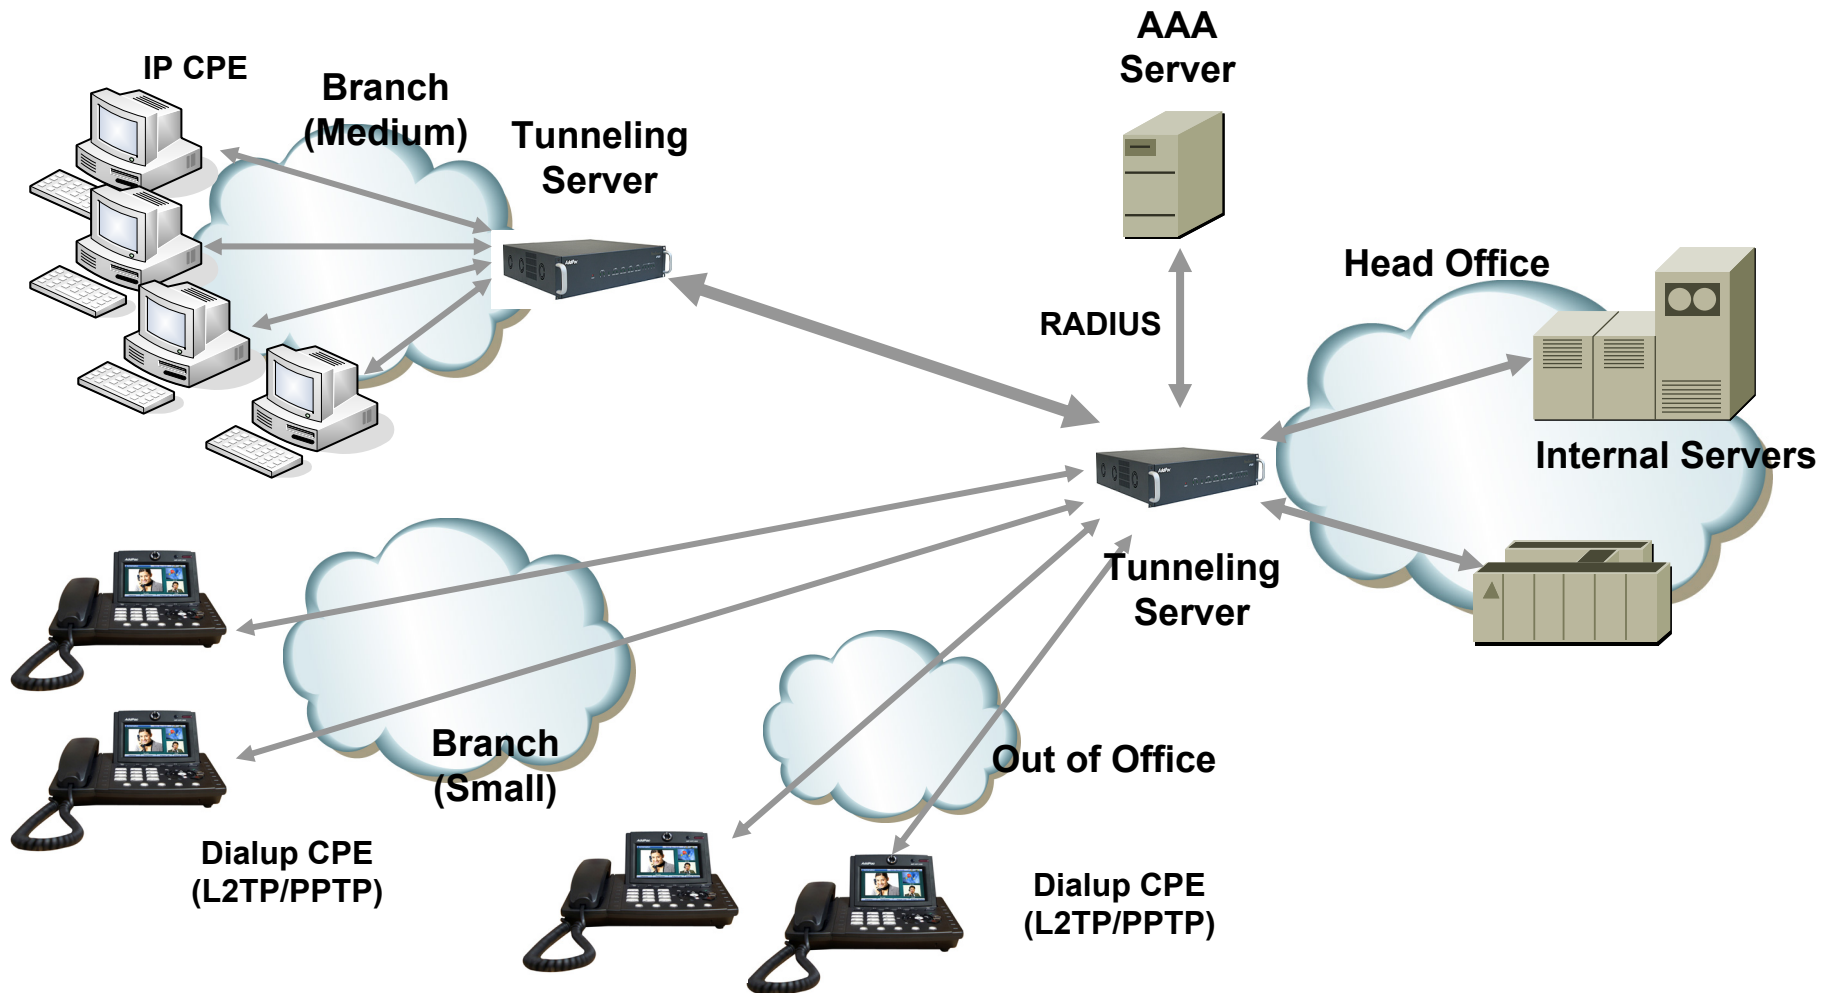 AAA
Server
IP CPE
Branch
(Medium)
Tunneling
Server
Head Office
RADIUS
Internal Servers
Tunneling
Server
Branch
(Small)
Out of Office
Dialup CPE
(L2TP/PPTP)
Dialup CPE
(L2TP/PPTP)